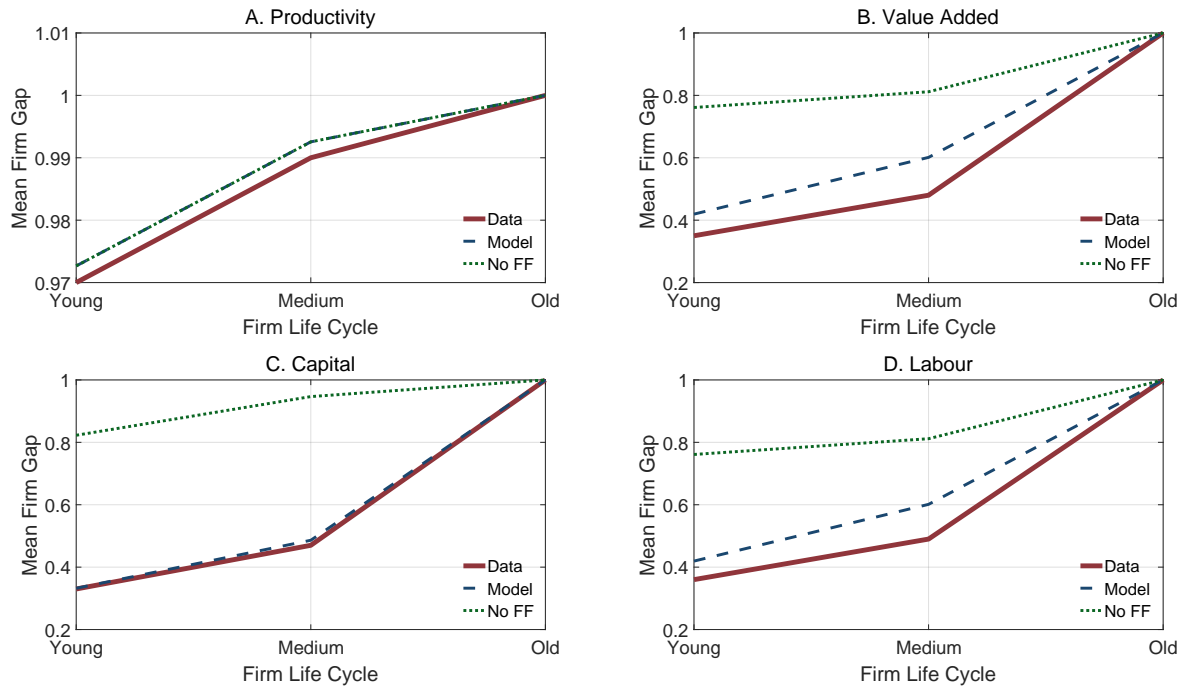 A. Productivity
1.01
1
0.99
0.98
0.97
Mean Firm Gap
Young
Medium
Old
Firm Life Cycle
Data
Model
No FF
B. Value Added
1
0.8
0.6
0.4
0.2
Mean Firm Gap
Young
Medium
Old
Firm Life Cycle
Data
Model
No FF
C. Capital
1
0.8
0.6
0.4
0.2
Mean Firm Gap
Young
Medium
Old
Firm Life Cycle
Data
Model
No FF
D. Labour
1
0.8
0.6
0.4
0.2
Mean Firm Gap
Young
Medium
Old
Firm Life Cycle
Data
Model
No FF